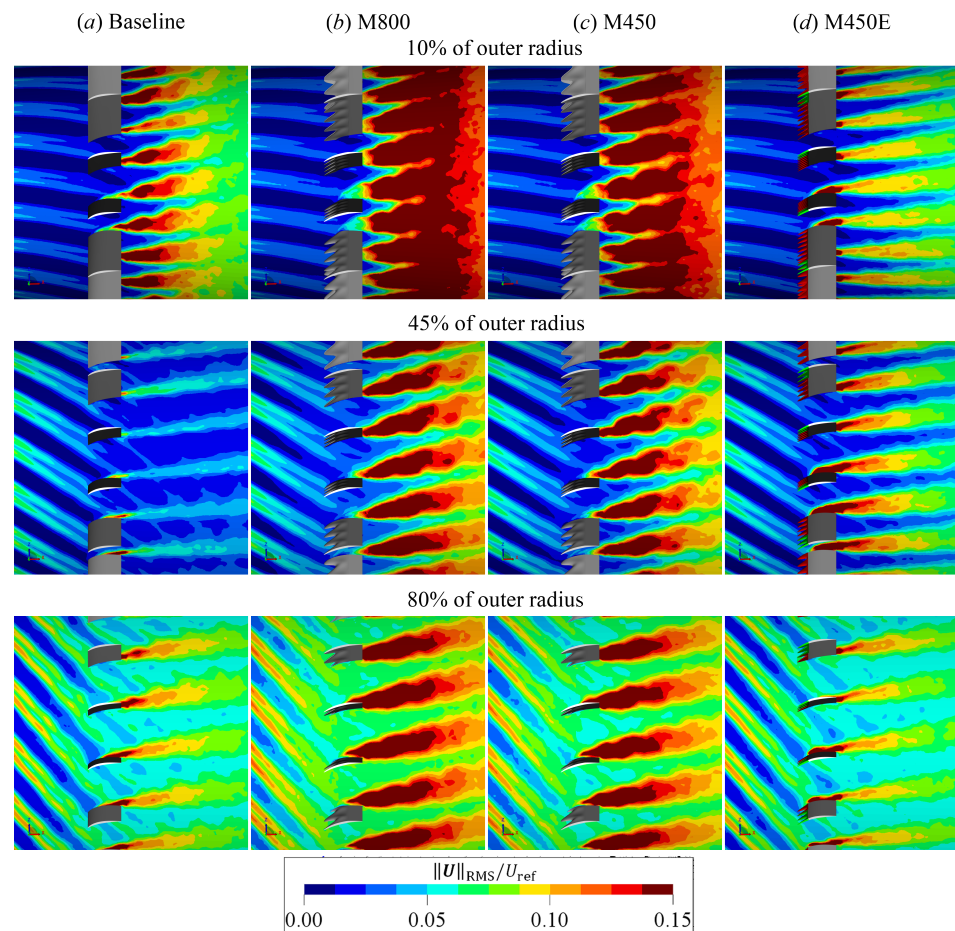 (a) Baseline (b) M800 (c) M450 (d) M450E
10% of outer radius
45% of outer radius
80% of outer radius
‖U‖RMS/Uref
0.00 0.05 0.10 0.15